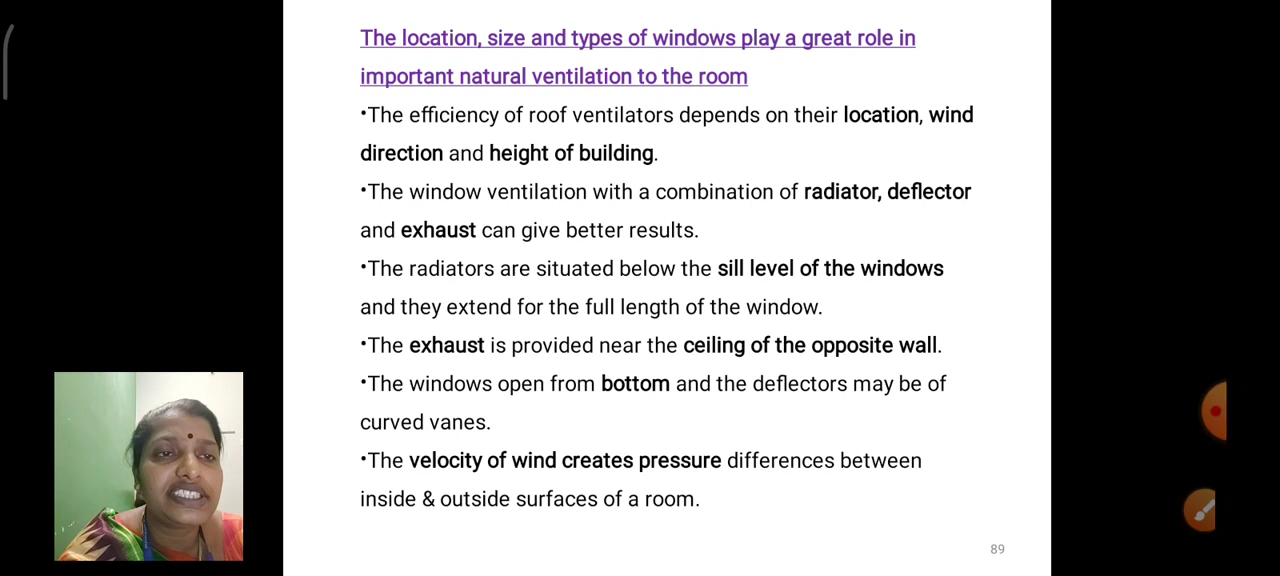 The location, size and types of windows play a great role in
important natural ventilation to the room
•The efficiency of roof ventilators depends on their location, wind
direction and height of building.
•The window ventilation with a combination of radiator, deflector
and exhaust can give better results.
•The radiators are situated below the sill level of the windows
and they extend for the full length of the window.
•The exhaust is provided near the ceiling of the opposite wall.
•The windows open from bottom and the deflectors may be of
curved vanes.
•The velocity of wind creates pressure differences between
inside & outside surfaces of a room.
89